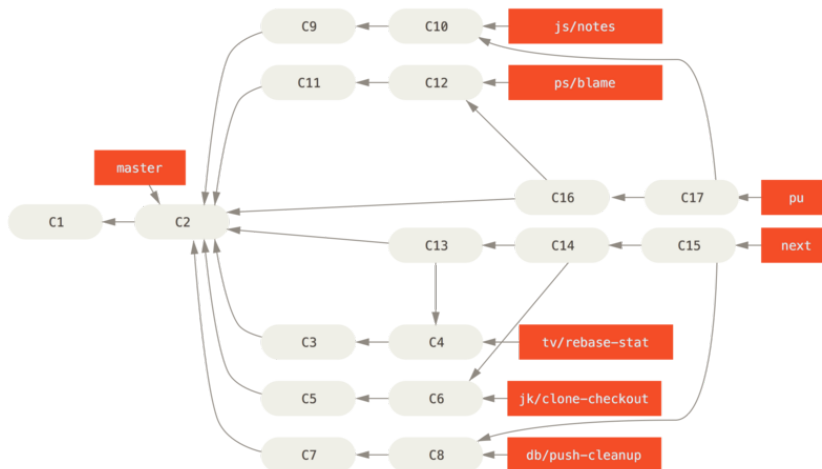 C9 C10 js/notes
C11 C12 ps/blame
master
C16 C17 pu
C1 C2
C13 C14 C15 next
C3 C4 tv/rebase-stat
C5 C6 jk/clone-checkout
C7 C8 db/push-cleanup